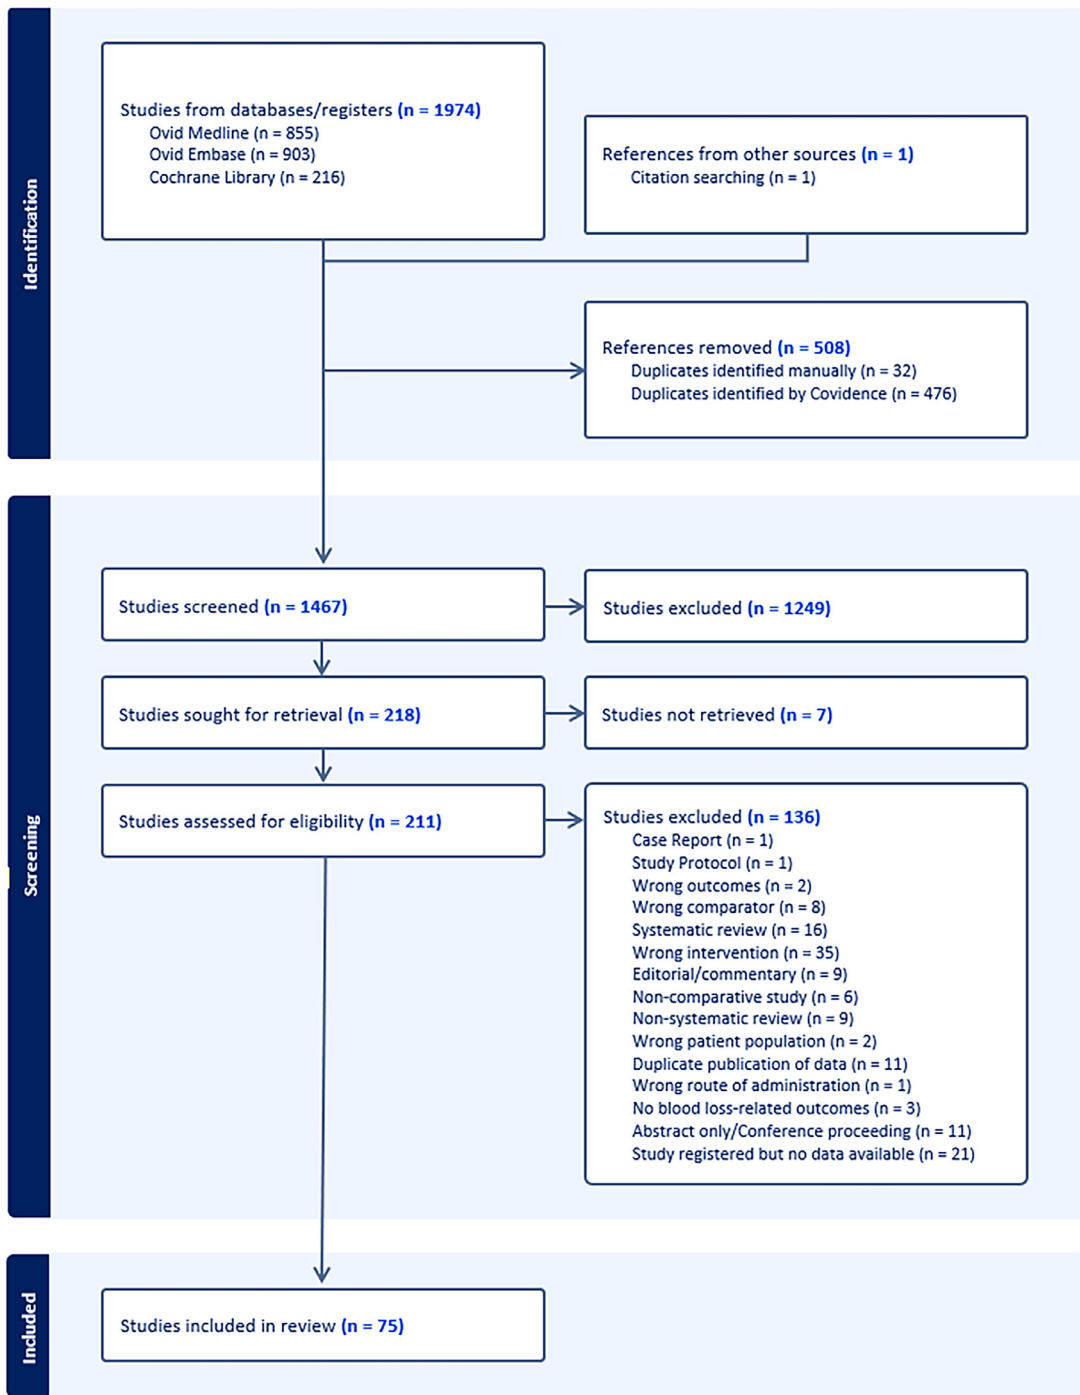 Identification
Studies from databases/registers (n = 1974)
Ovid Medline (n = 855)
Ovid Embase (n = 903)
Cochrane Library (n = 216)
References from other sources (n = 1)
Citation searching (n = 1)
References removed (n = 508)
Duplicates identified manually (n = 32)
Duplicates identified by Covidence (n = 476)
Screening
Studies screened (n = 1467)
Studies excluded (n = 1249)
Studies sought for retrieval (n = 218)
Studies not retrieved (n = 7)
Studies assessed for eligibility (n = 211)
Studies excluded (n = 136)
Case Report (n = 1)
Study Protocol (n = 1)
Wrong outcomes (n = 2)
Wrong comparator (n = 8)
Systematic review (n = 16)
Wrong intervention (n = 35)
Editorial/commentary (n = 9)
Non-comparative study (n = 6)
Non-systematic review (n = 9)
Wrong patient population (n = 2)
Duplicate publication of data (n = 11)
Wrong route of administration (n = 1)
No blood loss-related outcomes (n = 3)
Abstract only/Conference proceeding (n = 11)
Study registered but no data available (n = 21)
Included
Studies included in review (n = 75)